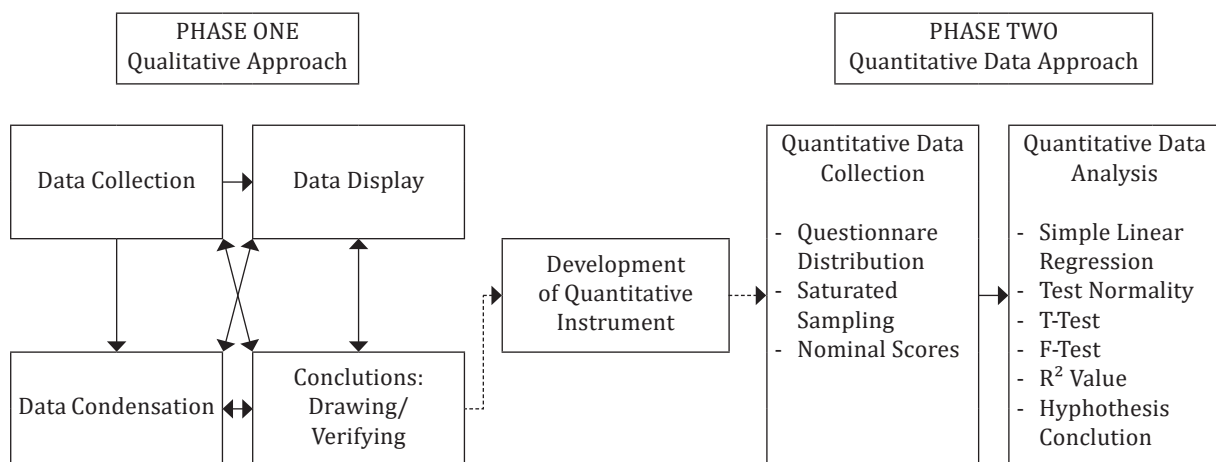 PHASE ONE
Qualitative Approach
PHASE TWO
Quantitative Data Approach
Data Collection
Data Display
Data Condensation
Conclutions:
Drawing/
Verifying
Development
of Quantitative
Instrument
Quantitative Data
Collection
- Questionnare
Distribution
- Saturated
Sampling
- Nominal Scores
Quantitative Data
Analysis
- Simple Linear
Regression
- Test Normality
- T-Test
- F-Test
- R² Value
- Hyphothesis
Conclution